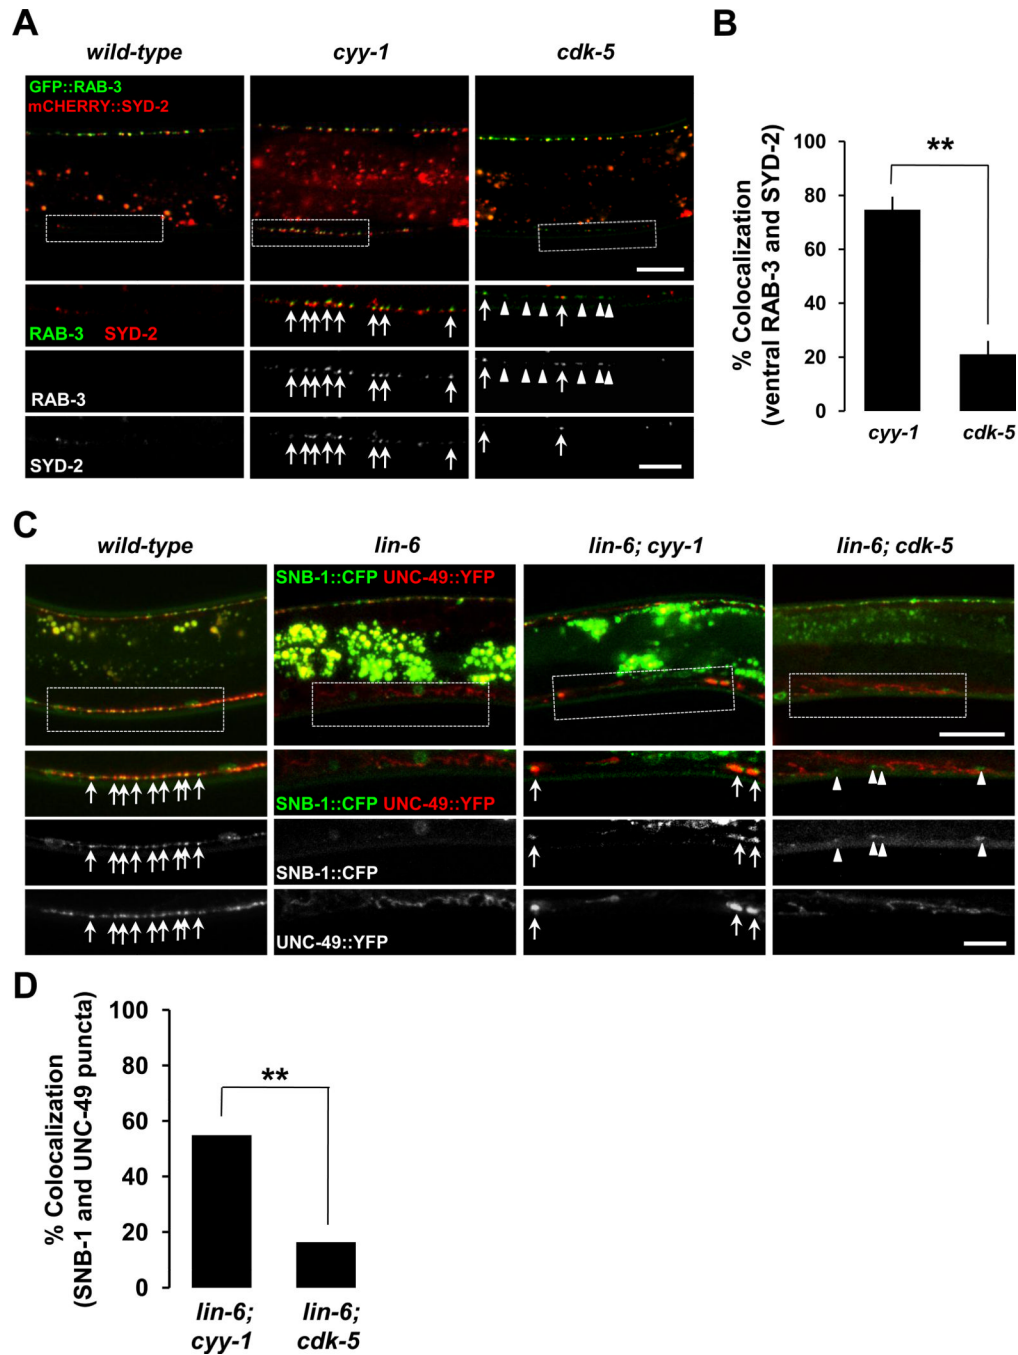 A
wild-type cyy-1 cdk-5
GFP::RAB-3
mCHERRY::SYD-2
RAB-3 SYD-2
RAB-3
SYD-2
B
% Colocalization
(ventral RAB-3 and SYD-2)
100
80
60
40
20
0
**
cyy-1 cdk-5
C
wild-type lin-6 lin-6; cyy-1 lin-6; cdk-5
SNB-1::CFP UNC-49::YFP
SNB-1::CFP UNC-49::YFP
SNB-1::CFP
UNC-49::YFP
D
% Colocalization
(SNB-1 and UNC-49 puncta)
100
80
60
40
20
0
**
lin-6; lin-6;
cyy-1 cdk-5